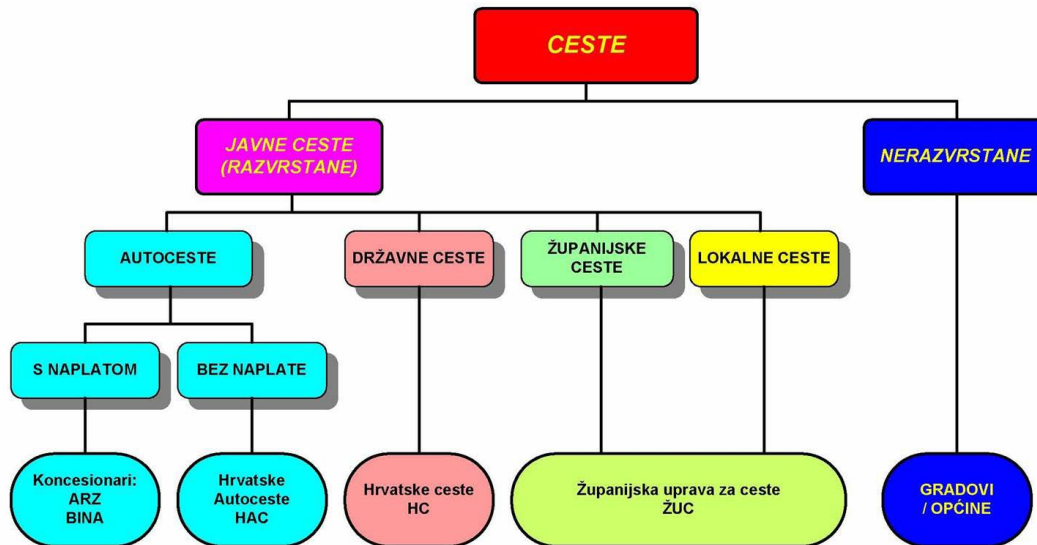 CESTE
JAVNE CESTE
(RAZVRSTANE)
NERAZVRSTANE
AUTOCESTE
DRŽAVNE CESTE
ŽUPANIJSKE
CESTE
LOKALNE CESTE
S NAPLATOM
BEZ NAPLATE
Koncesionari:
ARZ
BINA
Hrvatske
Autoceste
HAC
Hrvatske ceste
HC
Županijska uprava za ceste
ŽUC
GRADOVI
/ OPĆINE